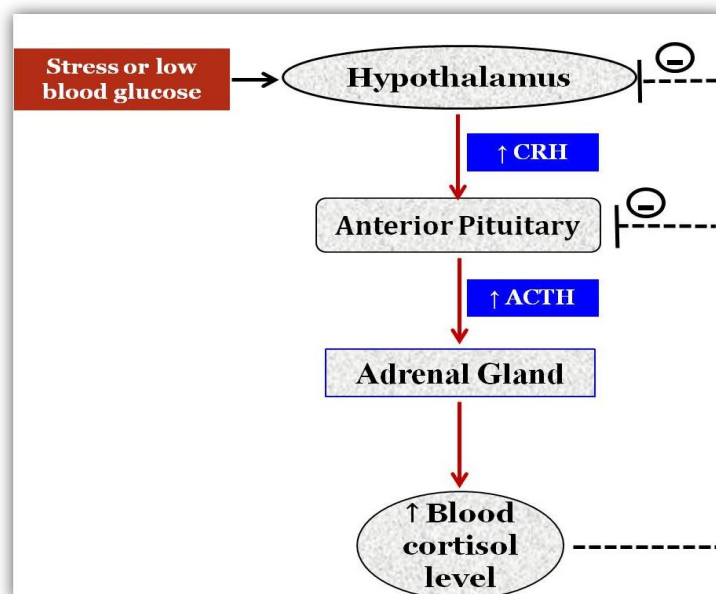 Stress or low
blood glucose
Hypothalamus
-
↑ CRH
Anterior Pituitary
-
↑ ACTH
Adrenal Gland
↑ Blood
cortisol
level